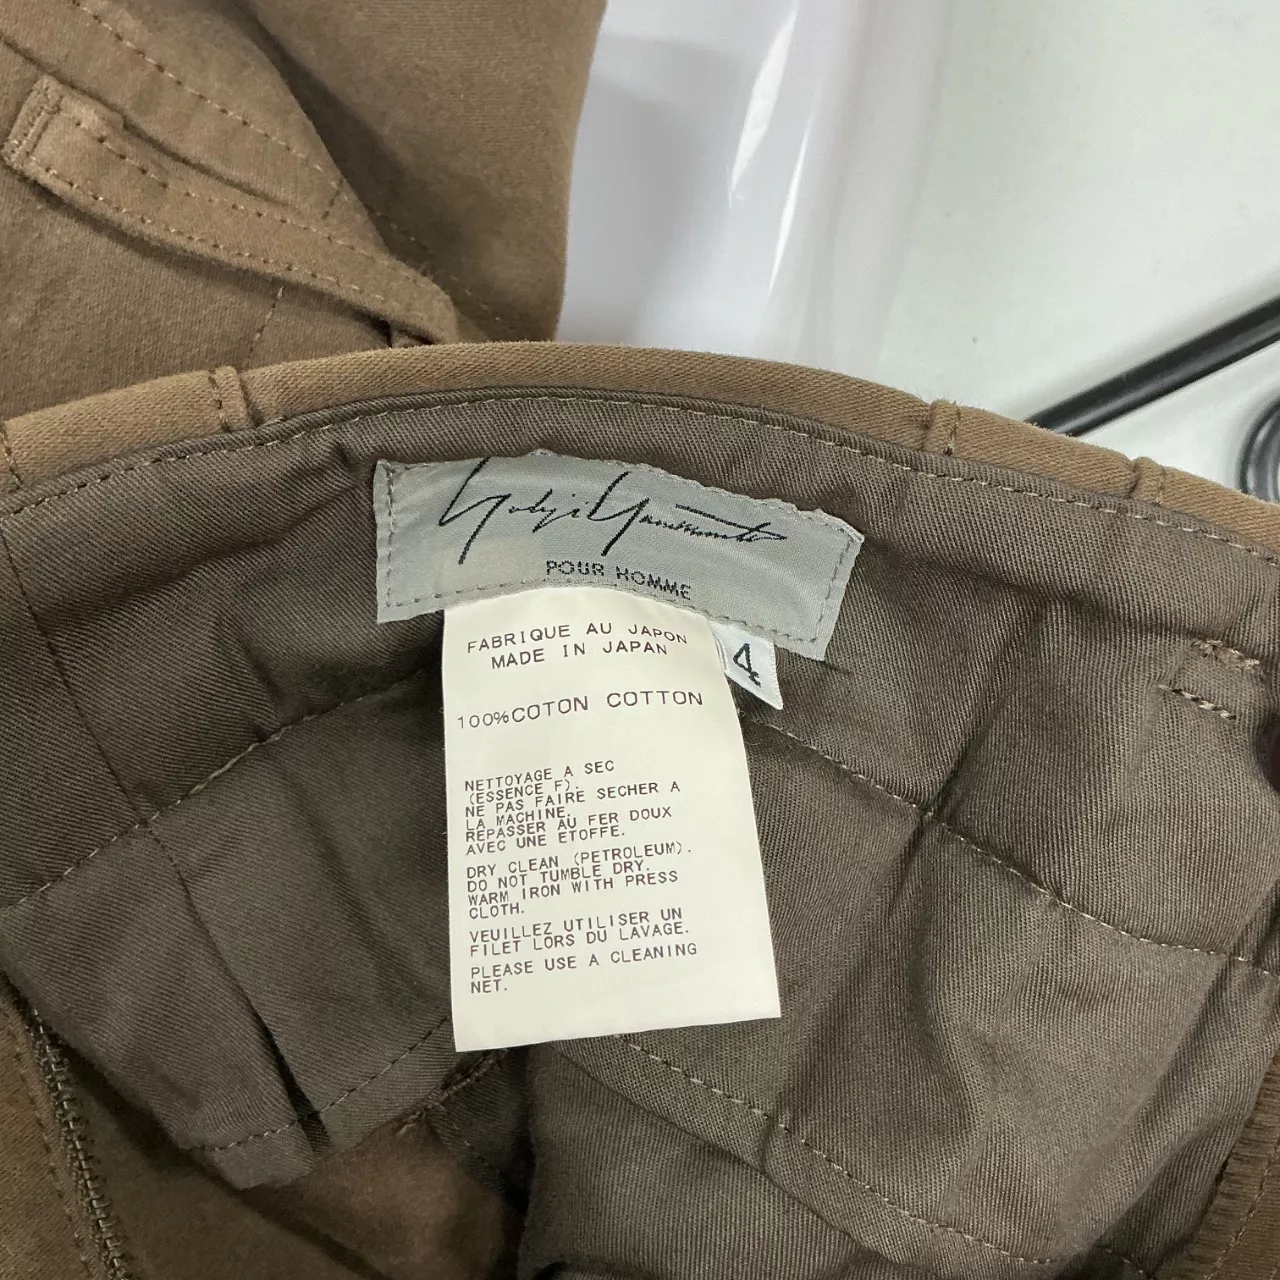 Yohji Yamamoto
POUR HOMME
4
FABRIQUE AU JAPON
MADE IN JAPAN
100%COTON COTTON
NETTOYAGE A SEC
(ESSENCE F).
NE PAS FAIRE SECHER A
LA MACHINE.
REPASSER AU FER DOUX
AVEC UNE ETOFFE.
DRY CLEAN (PETROLEUM).
DO NOT TUMBLE DRY.
WARM IRON WITH PRESS
CLOTH.
VEUILLEZ UTILISER UN
FILET LORS DU LAVAGE.
PLEASE USE A CLEANING
NET.